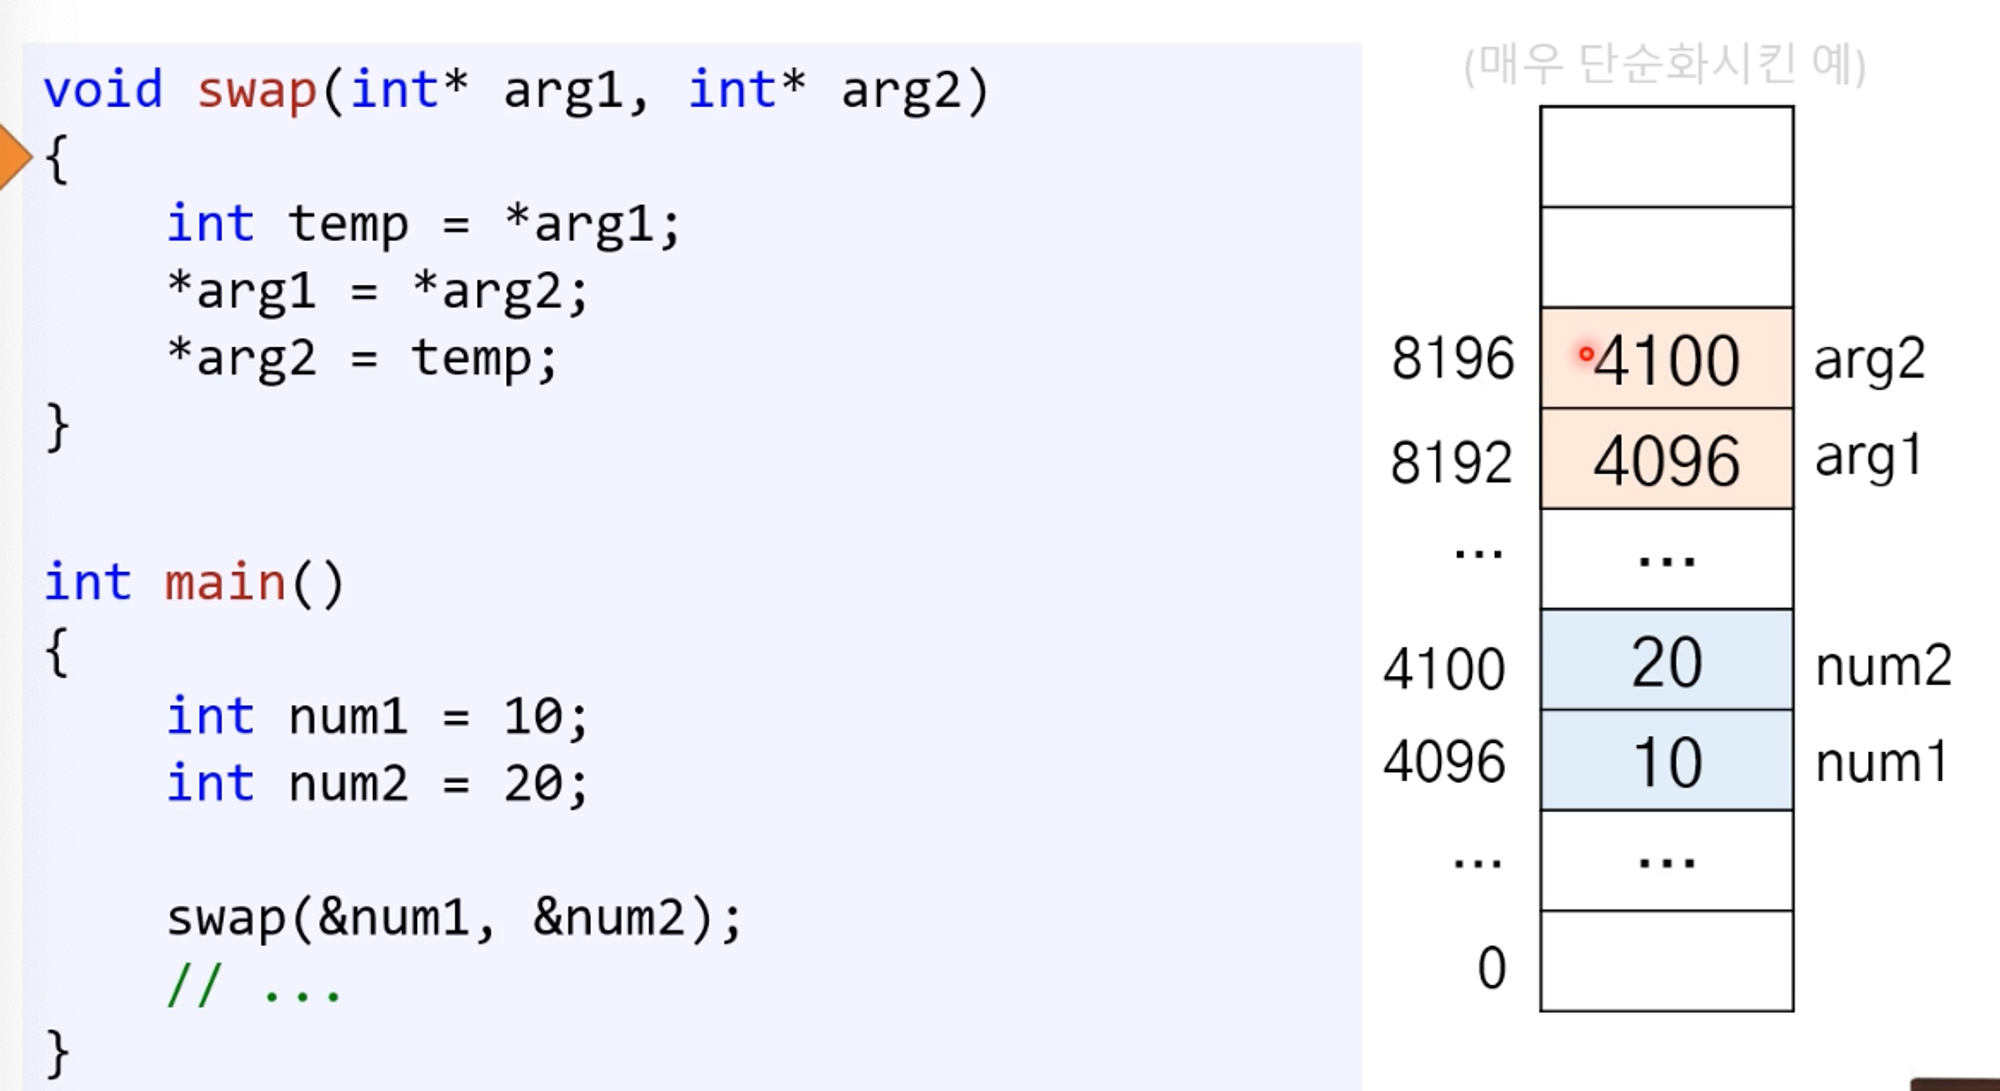 void swap(int* arg1, int* arg2)
{
    int temp = *arg1;
    *arg1 = *arg2;
    *arg2 = temp;
}
int main()
{
    int num1 = 10;
    int num2 = 20;
    swap(&num1, &num2);
    // ...
}
(매우 단순화시킨 예)
8196 4100 arg2
8192 4096 arg1
... ...
4100 20 num2
4096 10 num1
... ...
0